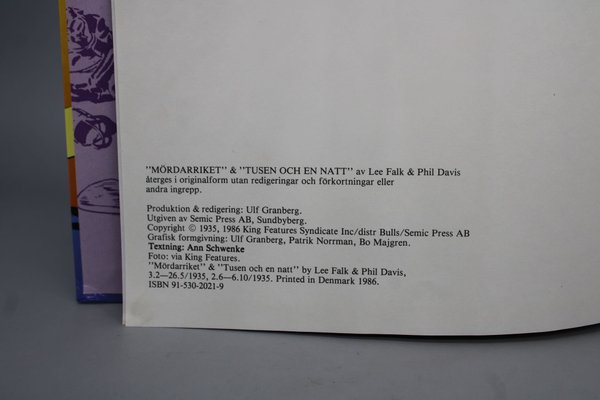 "MÖRDARRIKET" & "TUSEN OCH EN NATT" av Lee Falk & Phil Davis
återges i originalform utan redigeringar och förkortningar eller
andra ingrepp.
Produktion & redigering: Ulf Granberg.
Utgiven av Semic Press AB, Sundbyberg.
Copyright © 1935, 1986 King Features Syndicate Inc/distr Bulls/Semic Press AB
Grafisk formgivning: Ulf Granberg, Patrik Norrman, Bo Majgren.
Textning: Ann Schwenke
Foto: via King Features.
"Mördarriket" & "Tusen och en natt" by Lee Falk & Phil Davis,
3.2—26.5/1935, 2.6—6.10/1935. Printed in Denmark 1986.
ISBN 91-530-2021-9